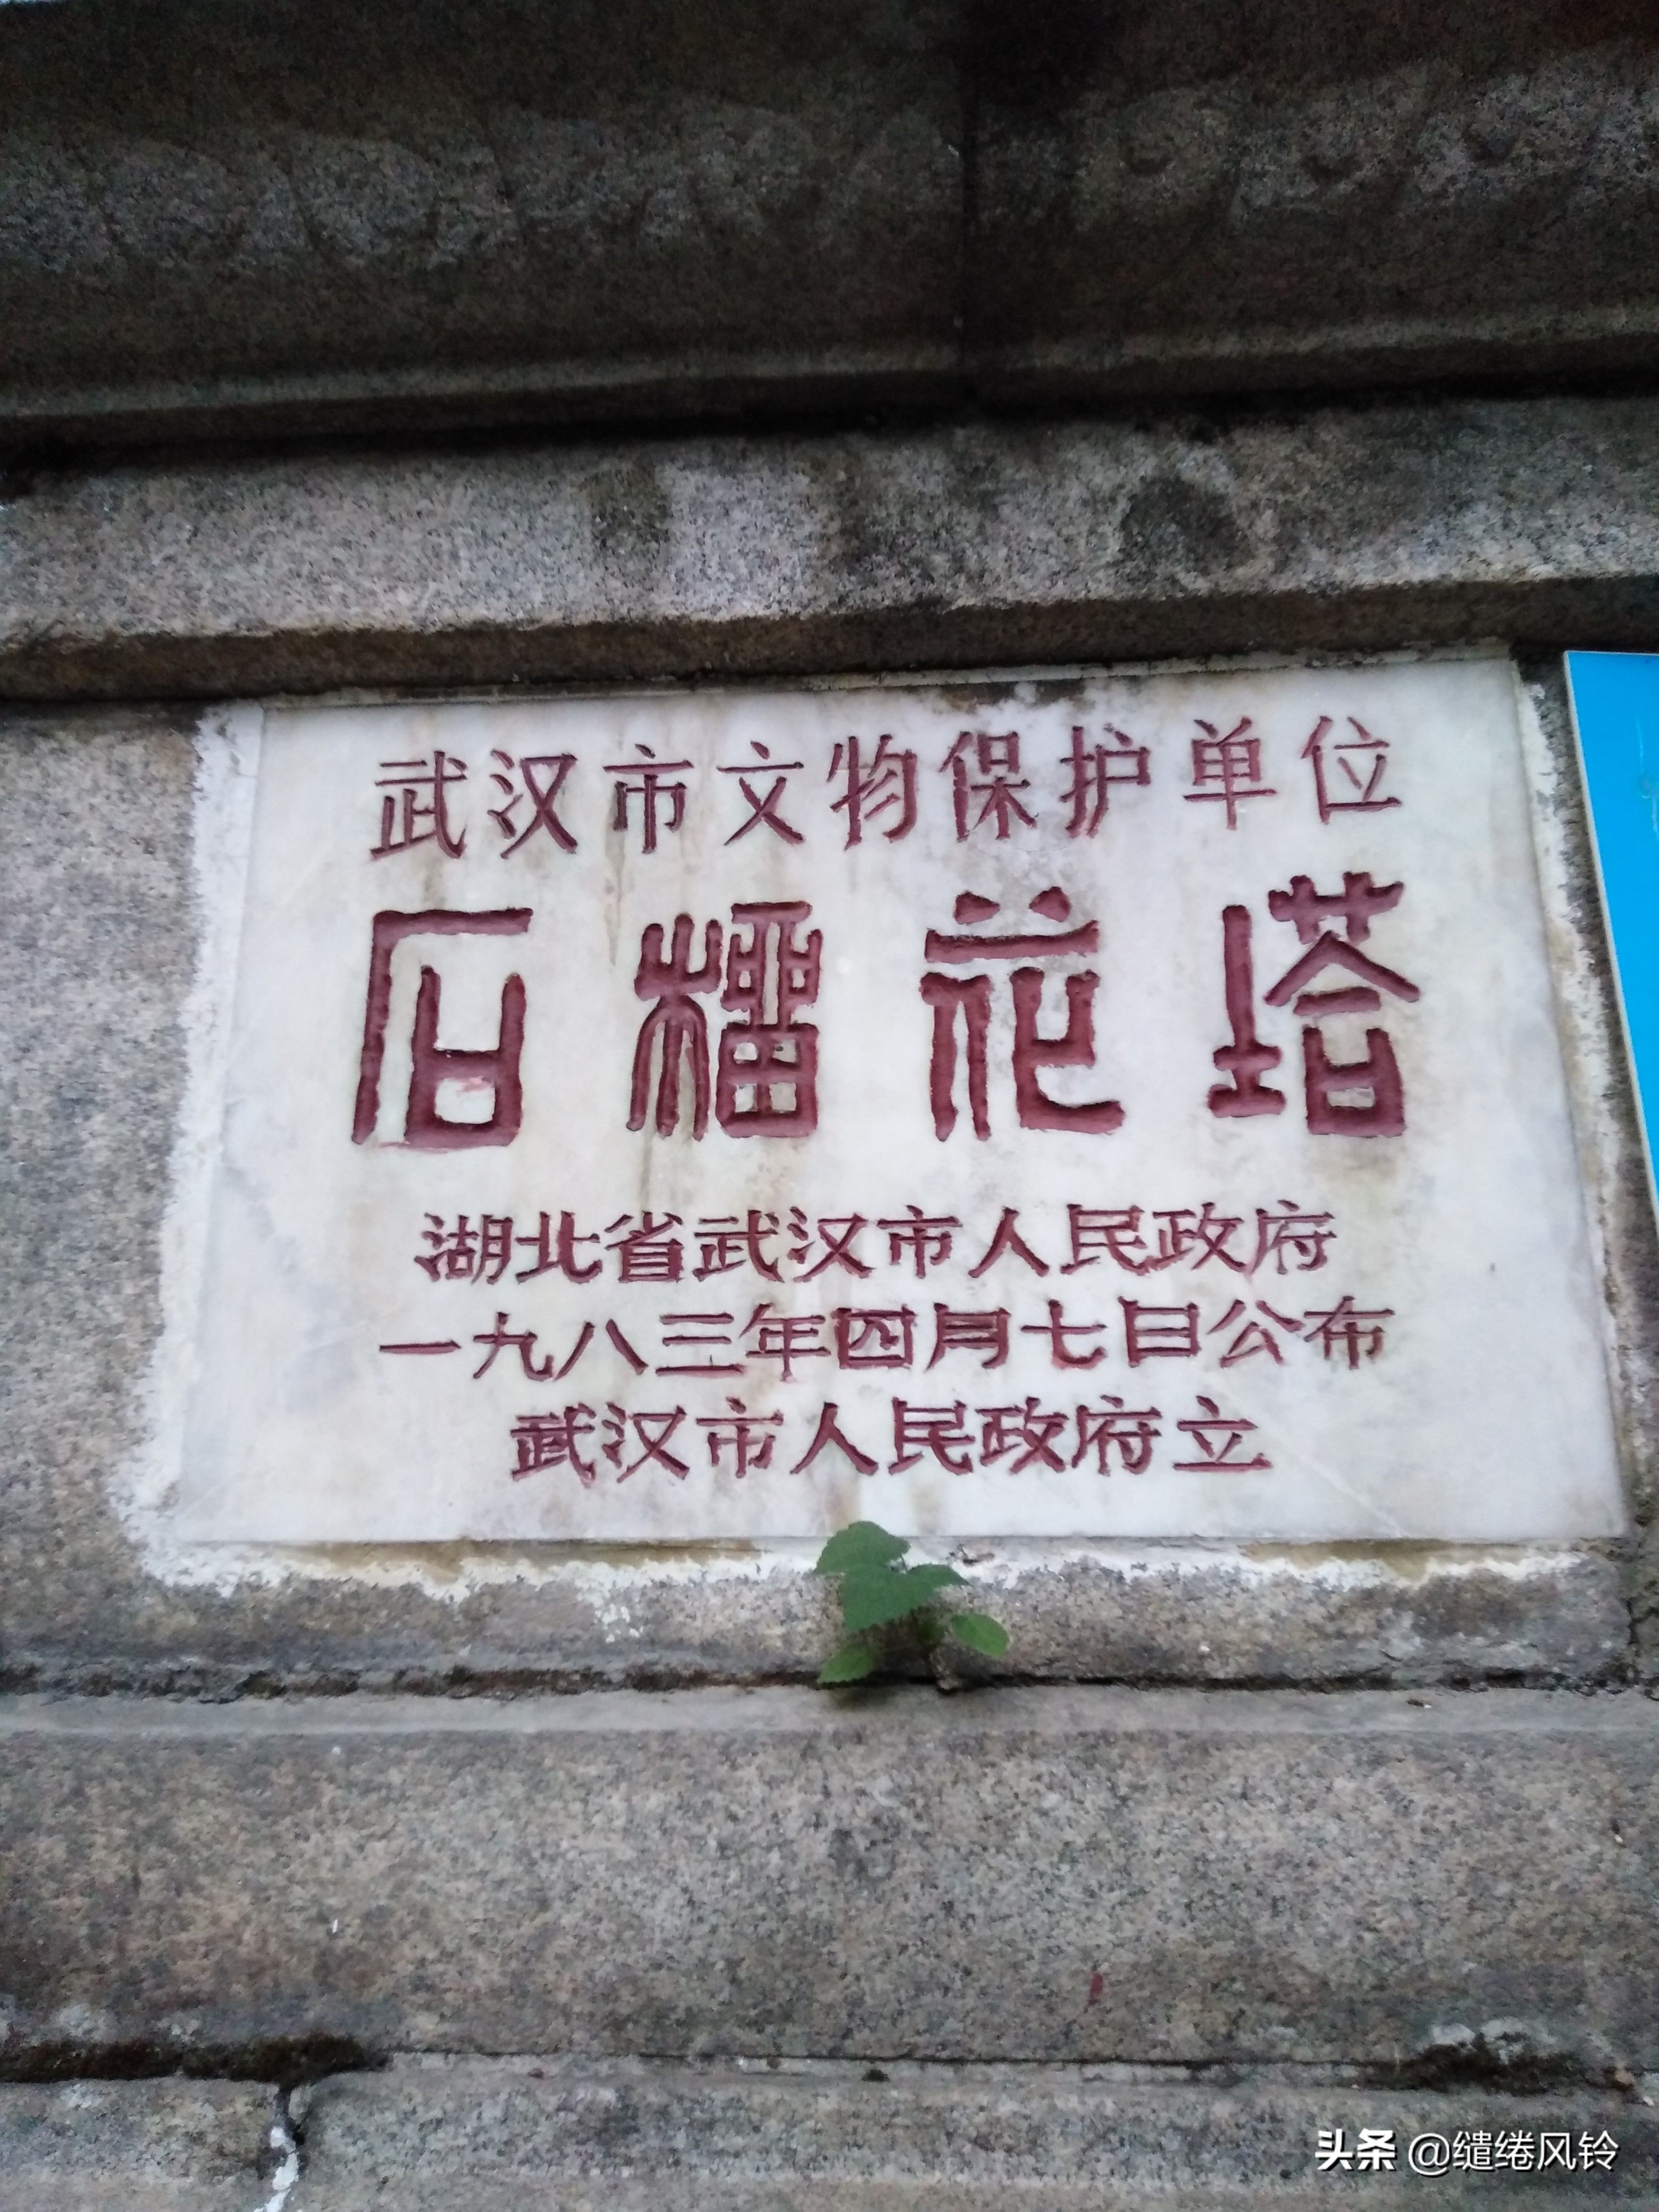 武汉市文物保护单位
石榴花塔
湖北省武汉市人民政府
一九八三年四月七日公布
武汉市人民政府立
头条 @缱绻风铃